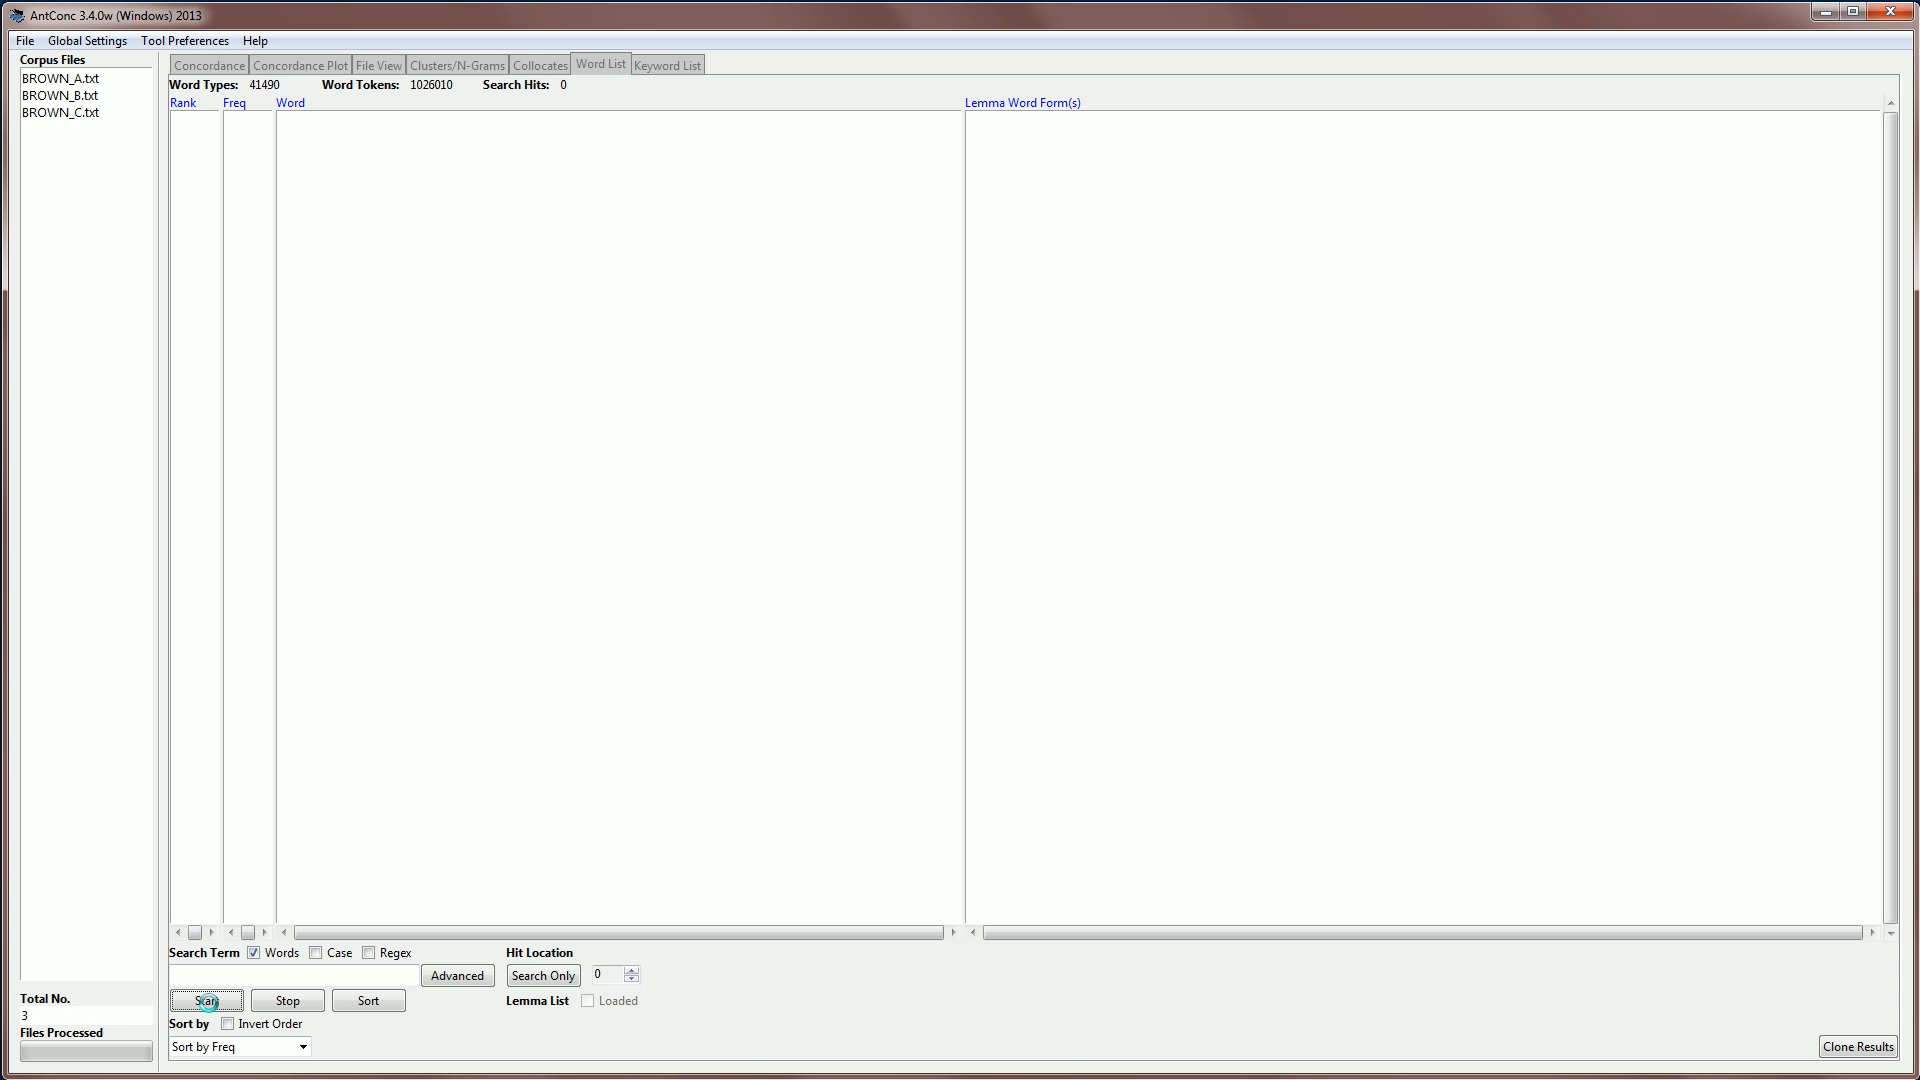 AntConc 3.4.0w (Windows) 2013
File Global Settings Tool Preferences Help
Corpus Files
BROWN_A.txt
BROWN_B.txt
BROWN_C.txt
Total No.
3
Files Processed
Concordance Concordance Plot File View Clusters/N-Grams Collocates Word List Keyword List
Word Types: 41490 Word Tokens: 1026010 Search Hits: 0
Rank Freq Word Lemma Word Form(s)
Search Term Words Case Regex Hit Location
Advanced Search Only 0
Start Stop Sort Lemma List Loaded
Sort by Invert Order
Sort by Freq Clone Results